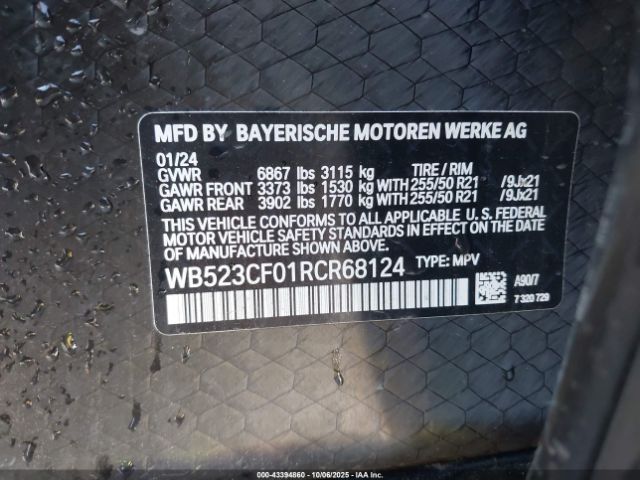 MFD BY BAYERISCHE MOTOREN WERKE AG
01/24
GVWR 6867 lbs 3115 kg TIRE / RIM
GAWR FRONT 3373 lbs 1530 kg WITH 255/50 R21 /9Jx21
GAWR REAR 3902 lbs 1770 kg WITH 255/50 R21 /9Jx21
THIS VEHICLE CONFORMS TO ALL APPLICABLE U. S. FEDERAL
MOTOR VEHICLE SAFETY STANDARDS IN EFFECT ON THE DATE
OF MANUFACTURE SHOWN ABOVE.
WB523CF01RCR68124 TYPE: MPV
A90/7
7 320 729
000-43394860 10/06/2025 - IAA Inc.